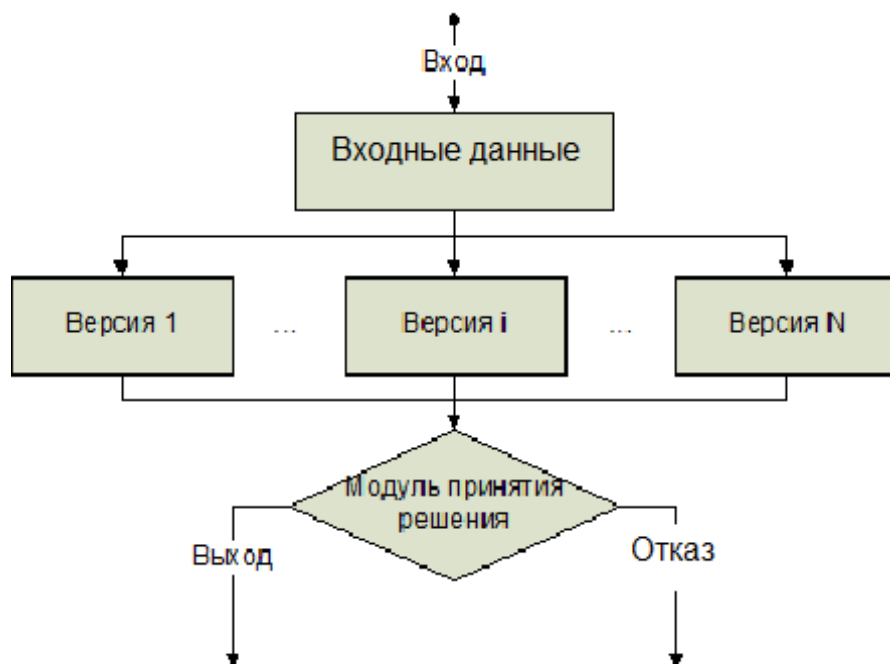 Вход
Входные данные
Версия 1
...
Версия i
...
Версия N
Модуль принятия
решения
Выход
Отказ